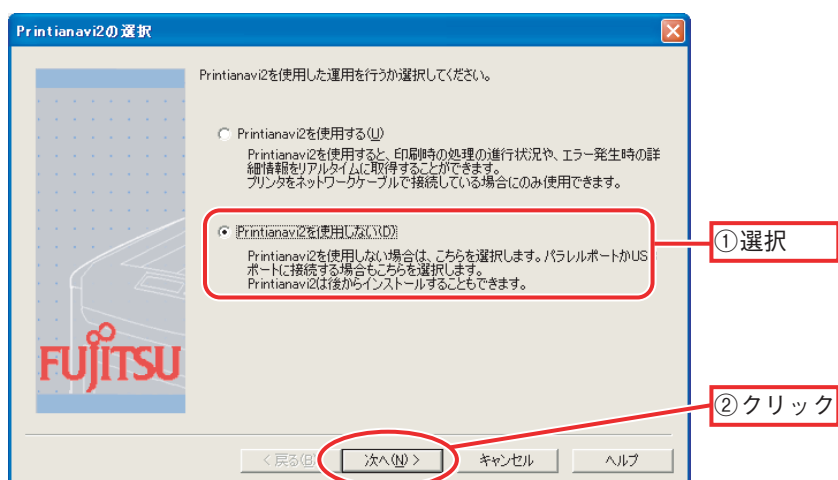 Printianavi2の選択
Printianavi2を使用した運用を行うか選択してください。
Printianavi2を使用する(U)
Printianavi2を使用すると、印刷時の処理の進行状況や、エラー発生時の詳
細情報をリアルタイムに取得することができます。
プリンタをネットワークケーブルで接続している場合にのみ使用できます。
Printianavi2を使用しない(D)
Printianavi2を使用しない場合は、こちらを選択します。パラレルポートかUS
ポートに接続する場合もこちらを選択します。
Printianavi2は後からインストールすることもできます。
①選択
FUJITSU
②クリック
< 戻る(B)
次へ(N) >
キャンセル
ヘルプ